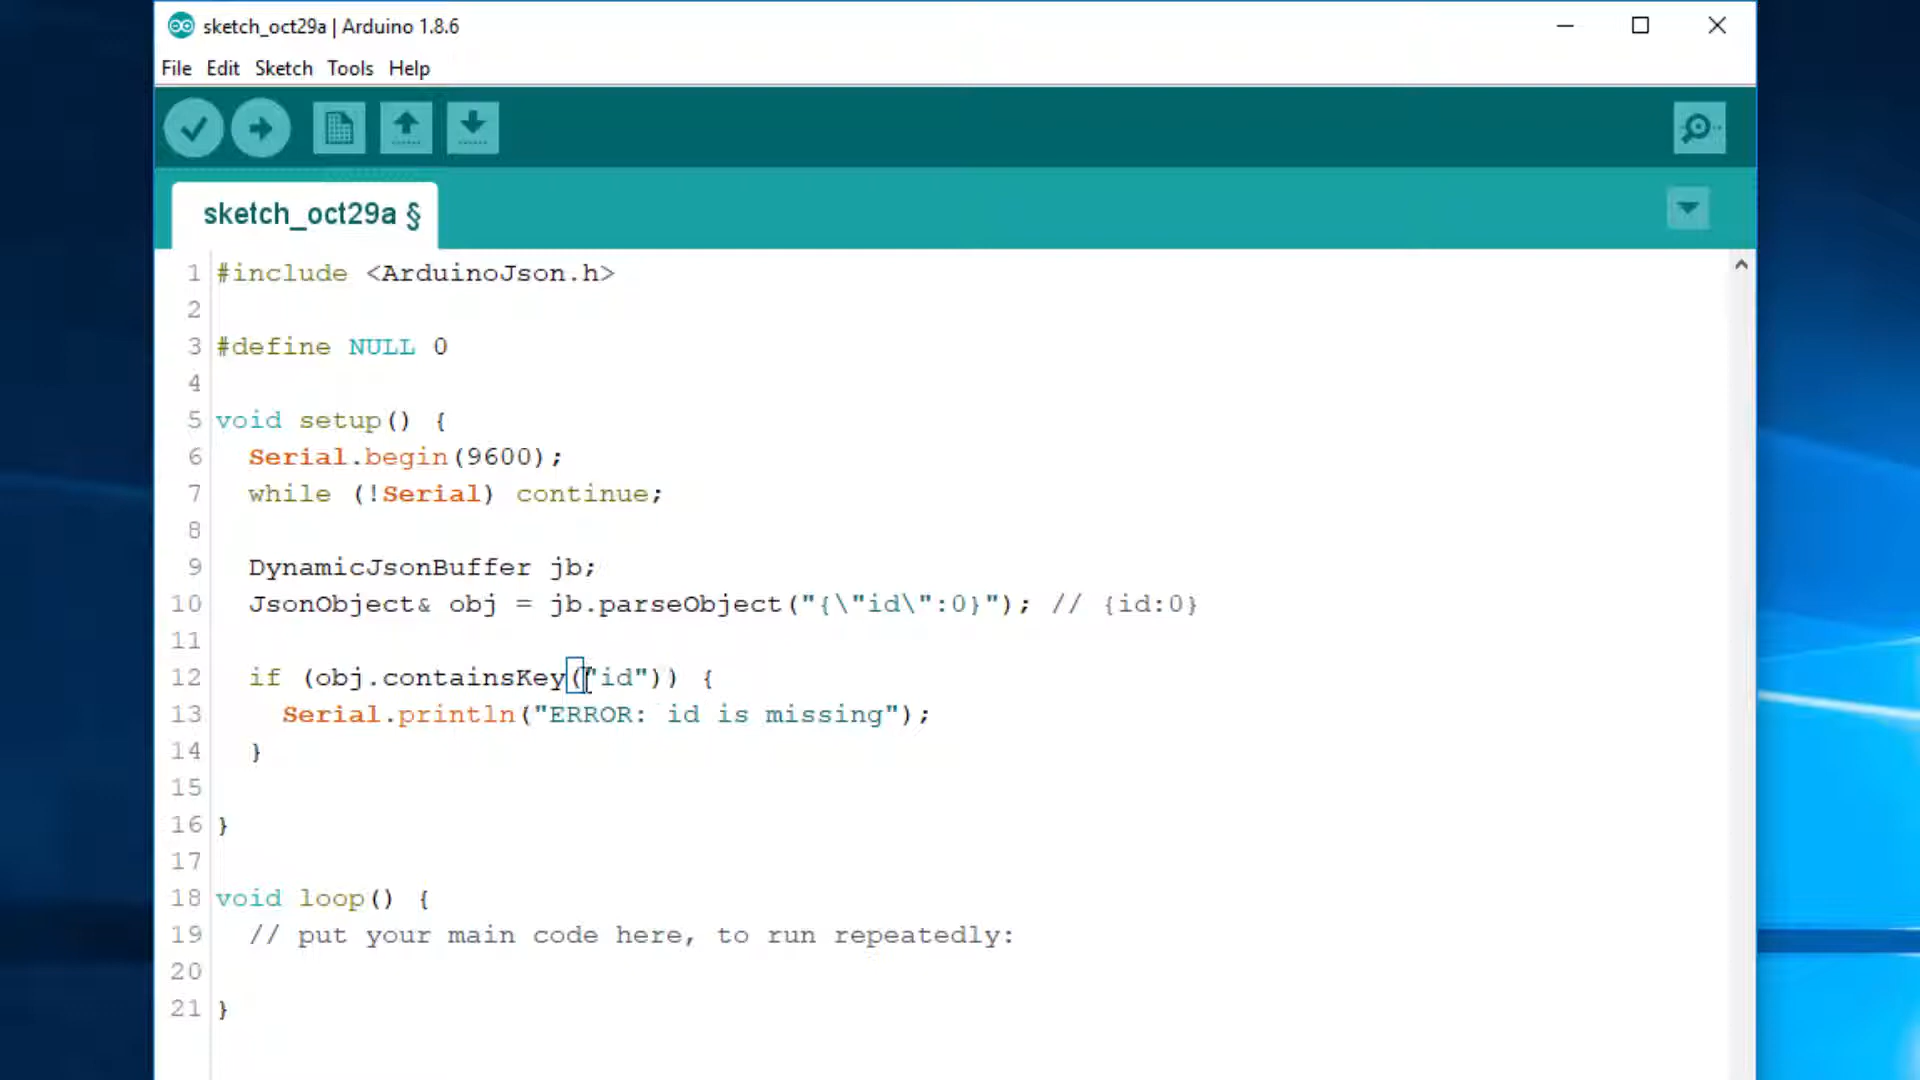 sketch_oct29a | Arduino 1.8.6
File Edit Sketch Tools Help
sketch_oct29a §
1 #include <ArduinoJson.h>
2
3 #define NULL 0
4
5 void setup() {
6   Serial.begin(9600);
7   while (!Serial) continue;
8
9   DynamicJsonBuffer jb;
10   JsonObject& obj = jb.parseObject("{\"id\":0}"); // {id:0}
11
12   if (obj.containsKey("id")) {
13     Serial.println("ERROR: id is missing");
14   }
15
16 }
17
18 void loop() {
19   // put your main code here, to run repeatedly:
20
21 }